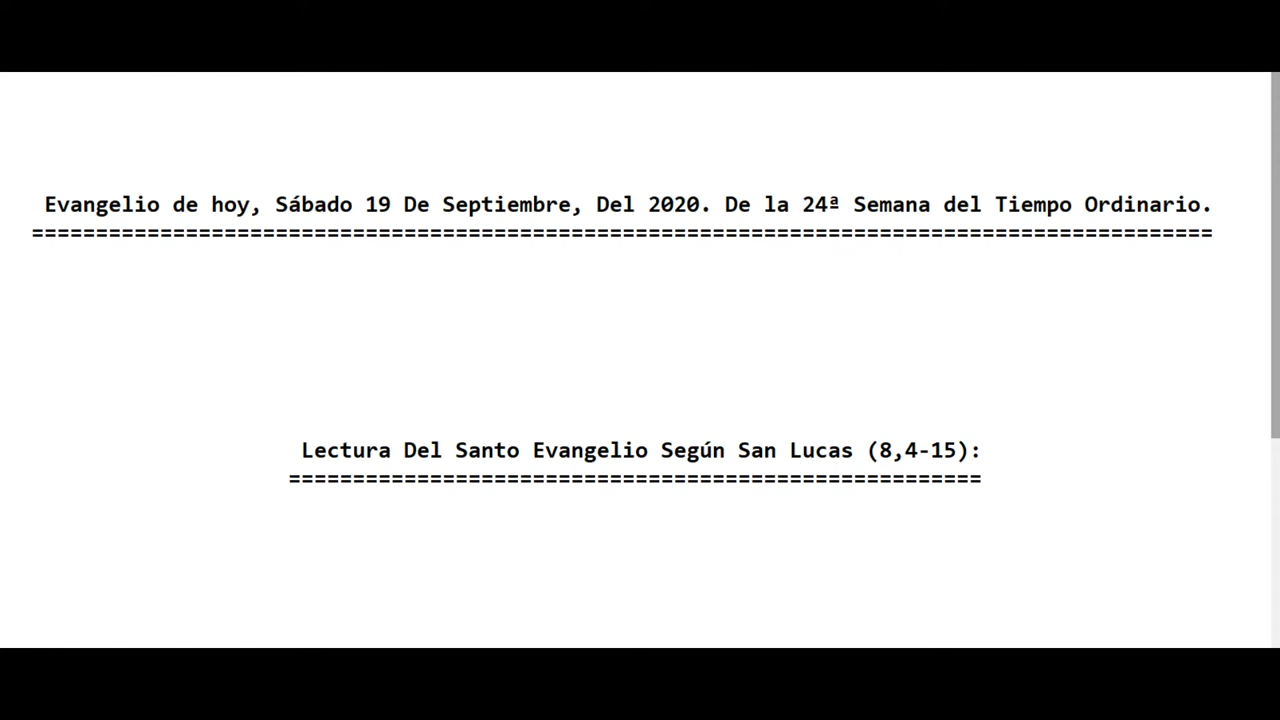 Evangelio de hoy, Sábado 19 De Septiembre, Del 2020. De la 24ª Semana del Tiempo Ordinario.
============================================================================================
Lectura Del Santo Evangelio Según San Lucas (8,4-15):
======================================================